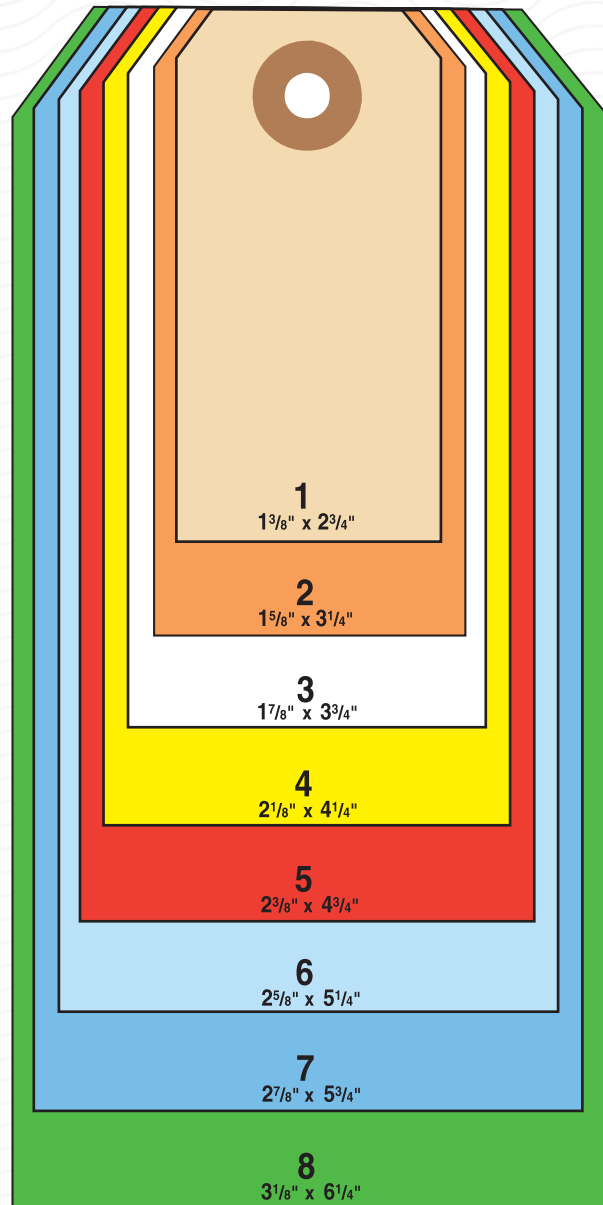 1
1³/₈" x 2³/₄"
2
1⁵/₈" x 3¹/₄"
3
1⁷/₈" x 3³/₄"
4
2¹/₈" x 4¹/₄"
5
2³/₈" x 4³/₄"
6
2⁵/₈" x 5¹/₄"
7
2⁷/₈" x 5³/₄"
8
3¹/₈" x 6¹/₄"